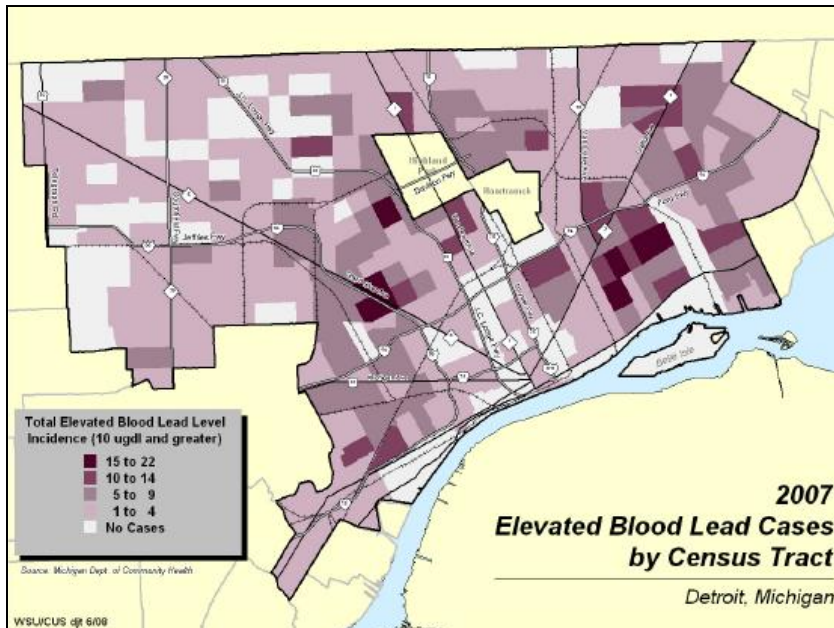 Highland
Park
Davison Fwy
Hamtramck
Jeffries Fwy
Belle Isle
Total Elevated Blood Lead Level
Incidence (10 ugdl and greater)
15 to 22
10 to 14
5 to 9
1 to 4
No Cases
Source: Michigan Dept. of Community Health
WSU/CUS djt 6/08
2007
Elevated Blood Lead Cases
by Census Tract
Detroit, Michigan